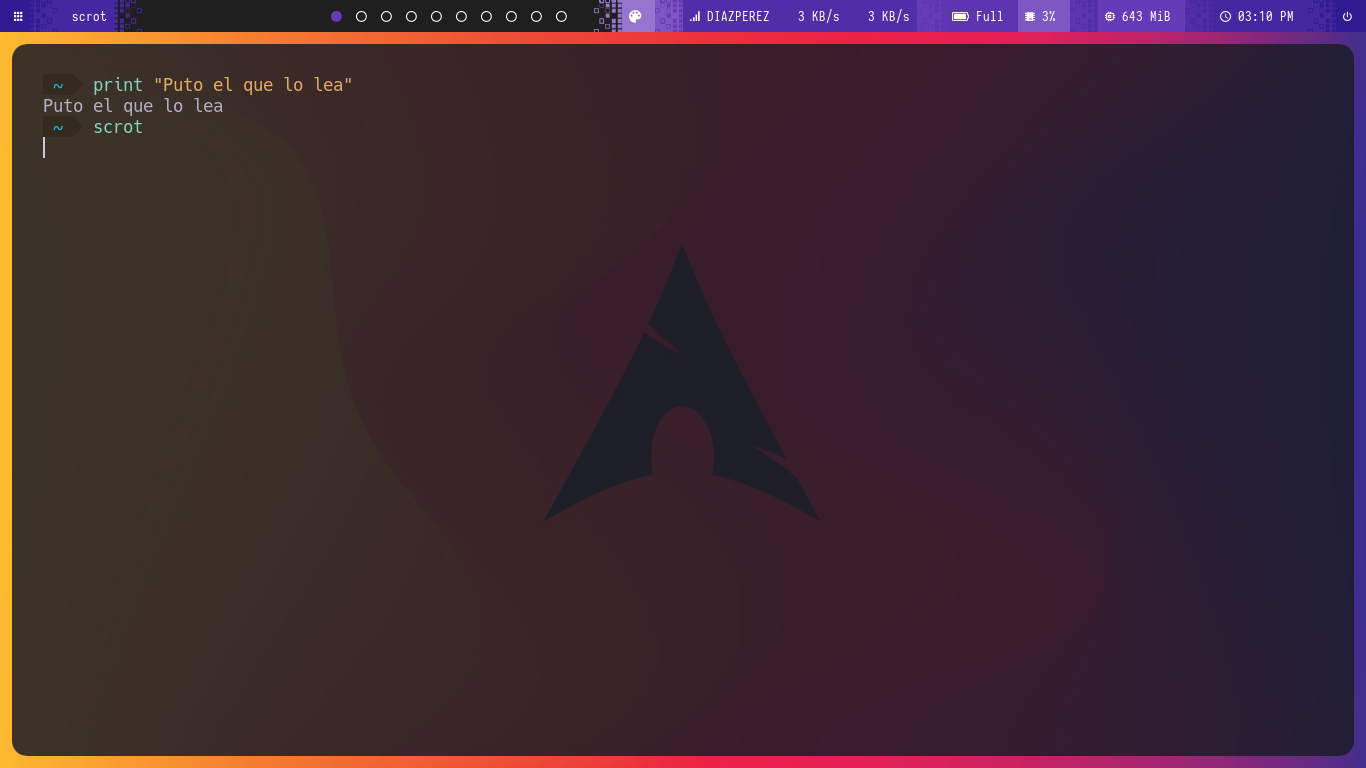 scrot DIAZPEREZ 3 KB/s 3 KB/s Full 3% 643 MiB 03:10 PM
~ print "Puto el que lo lea"
Puto el que lo lea
~ scrot